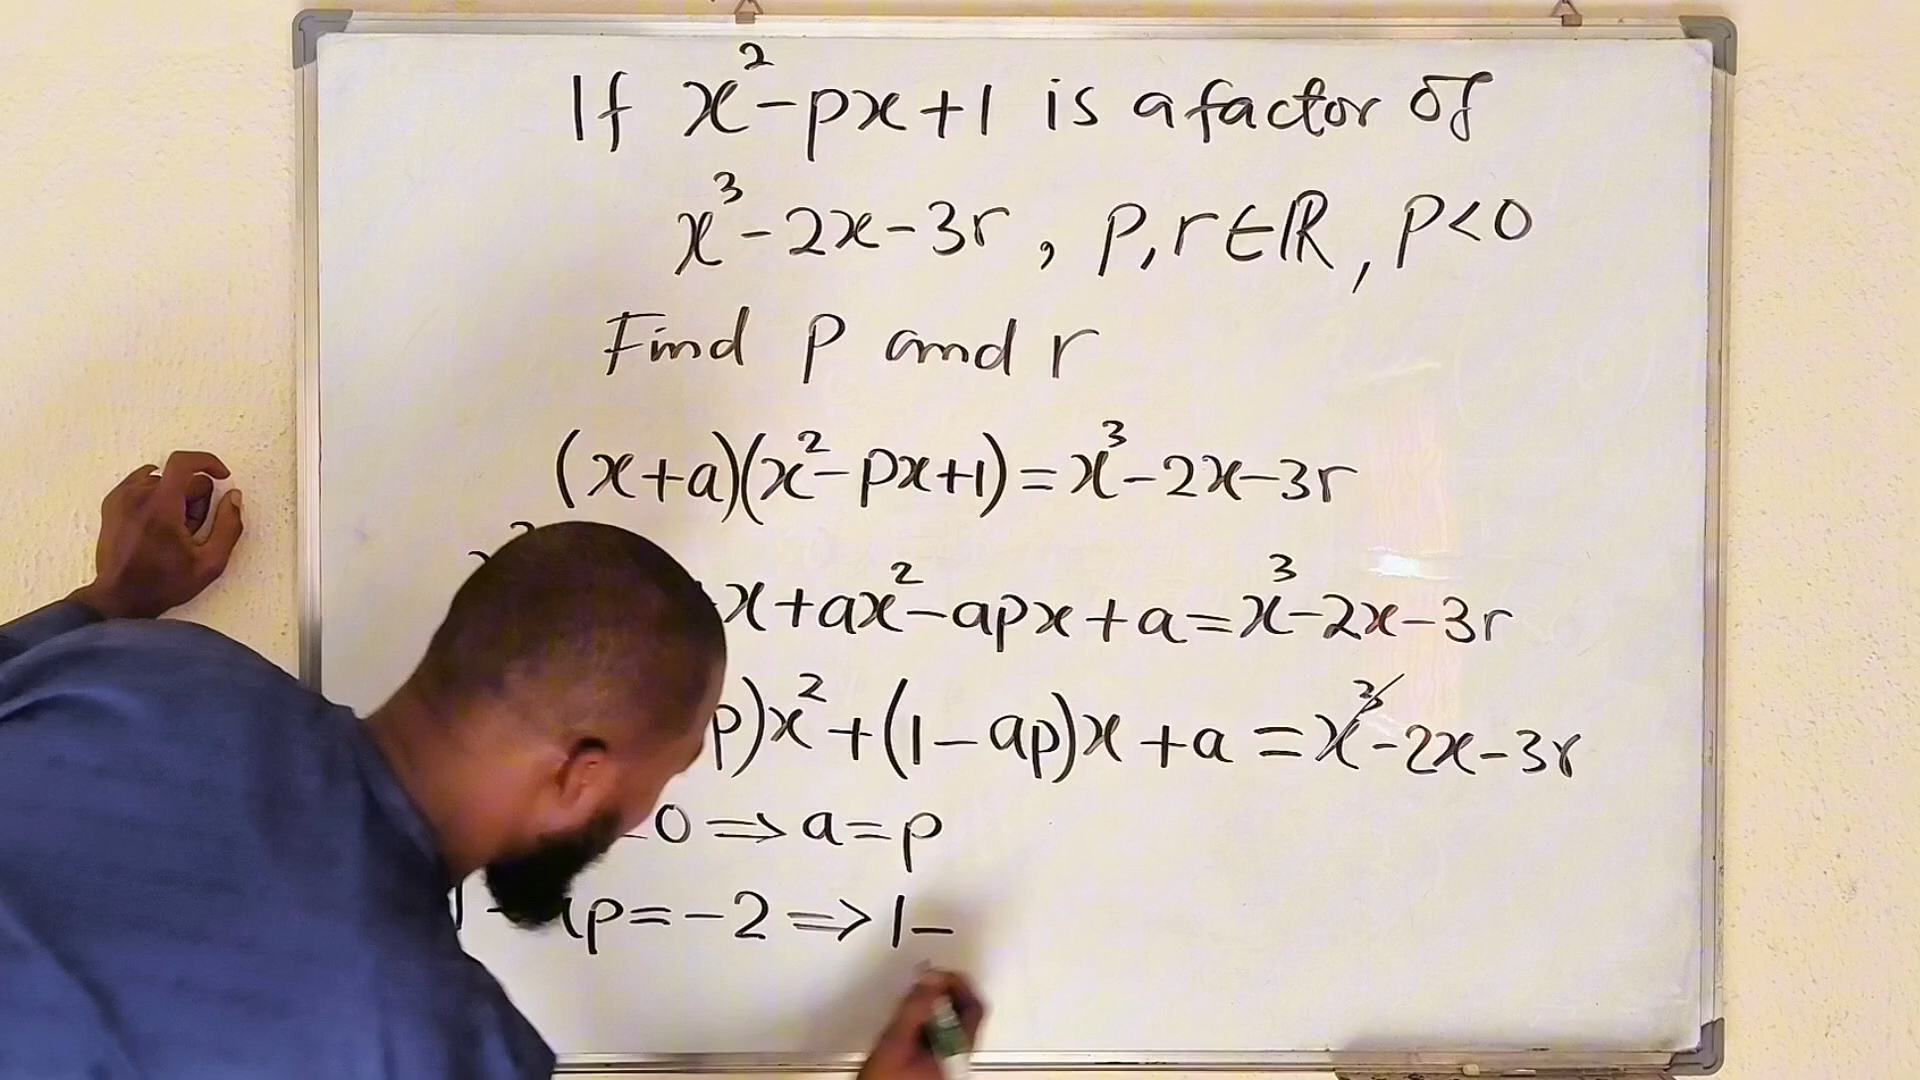 If x²-px+1 is a factor of
x³-2x-3r, p,r∈ℝ, p<0
Find p and r
(x+a)(x²-px+1)=x³-2x-3r
x+ax²-apx+a=x³-2x-3r
p)x²+(1-ap)x+a=x³-2x-3r
=0⇒a=p
p=-2⇒1-